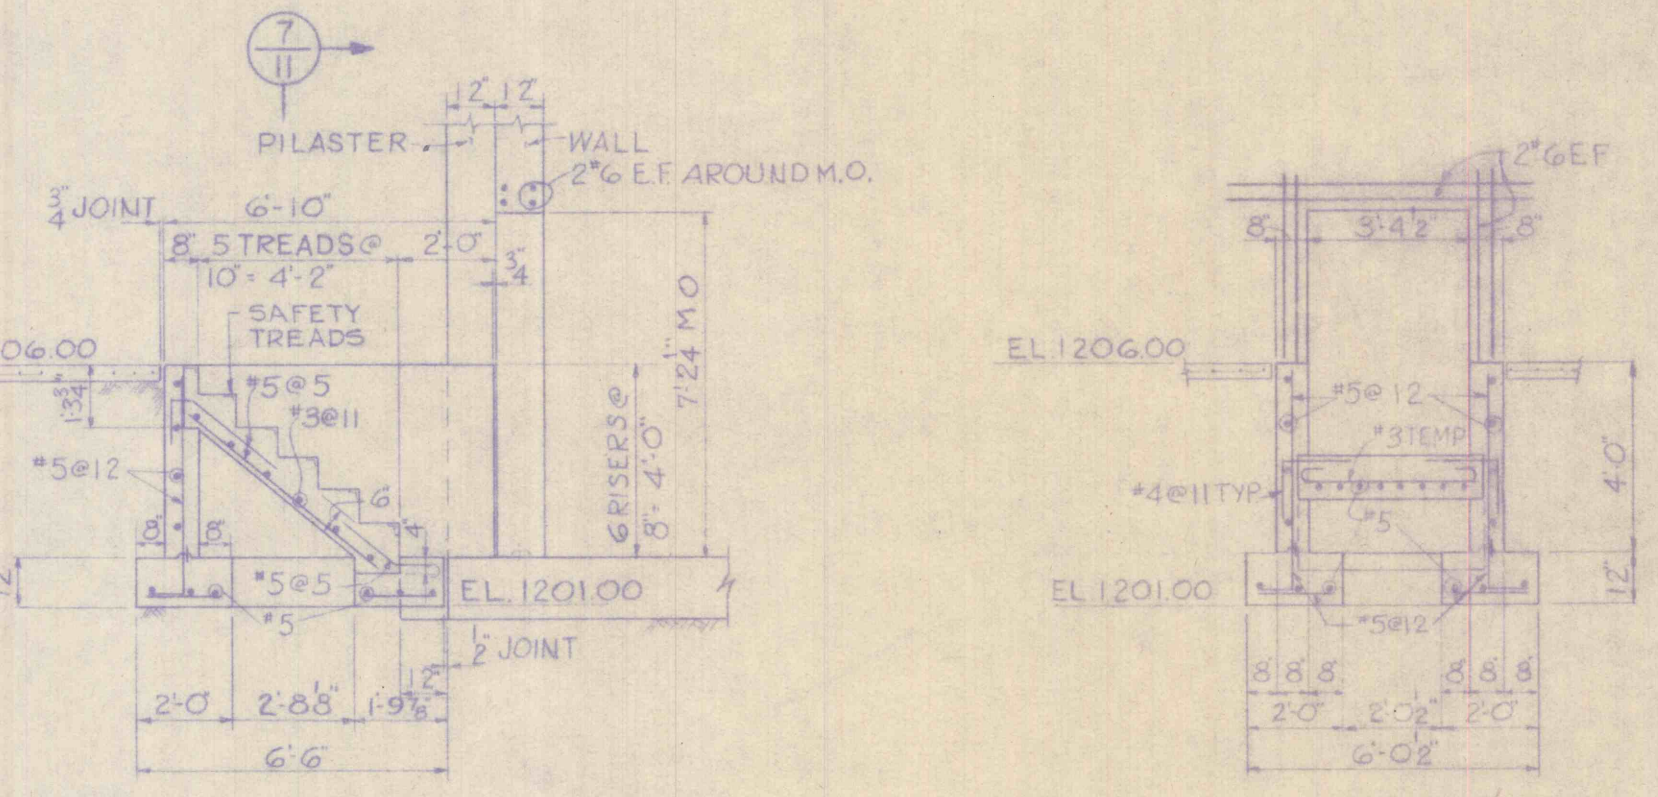 7
11
12" 12"
PILASTER
WALL
2#6 E.F. AROUND M.O.
3/4" JOINT
6'-10"
8" 5 TREADS @
10" = 4'-2"
2'-0"
3/4
SAFETY
TREADS
06.00
1'-3 3/4"
#5@5
#3@11
#5@12
6"
4"
8"
8"
6 RISERS @
8" = 4'-0"
7'-2 1/4" M O
12
#5@5
#5
EL. 1201.00
1/2" JOINT
12"
2'-0"
2'-8 1/8"
1'-9 7/8"
6'-6"
2#6 E F
8"
3'-4 1/2"
8"
EL. 1206.00
#5@ 12
#3 TEMP
#4@11 TYP
#5
4'-0"
12"
EL 1201.00
#5@12
8" 8" 8"
8" 8" 8"
2'-0"
2'-0 1/2"
2'-0"
6'-0 1/2"